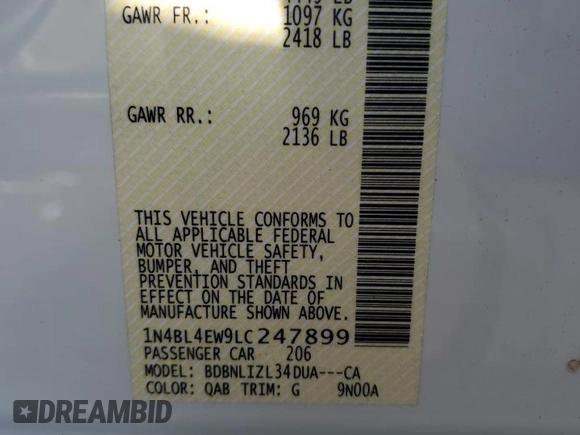 GAWR FR.: 1097 KG
2418 LB
GAWR RR.: 969 KG
2136 LB
THIS VEHICLE CONFORMS TO
ALL APPLICABLE FEDERAL
MOTOR VEHICLE SAFETY,
BUMPER, AND THEFT
PREVENTION STANDARDS IN
EFFECT ON THE DATE OF
MANUFACTURE SHOWN ABOVE.
1N4BL4EW9LC247899
PASSENGER CAR 206
MODEL: BDBNLIZL34DUA---CA
COLOR: QAB TRIM: G 9N00A
DREAMBID